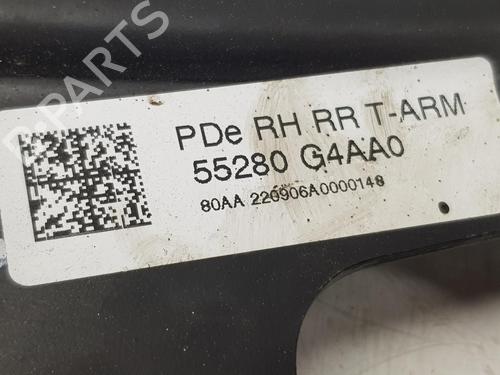 B-PARTS
PDe RH RR T-ARM
55280 G4AA0
80AA 220906A0000148